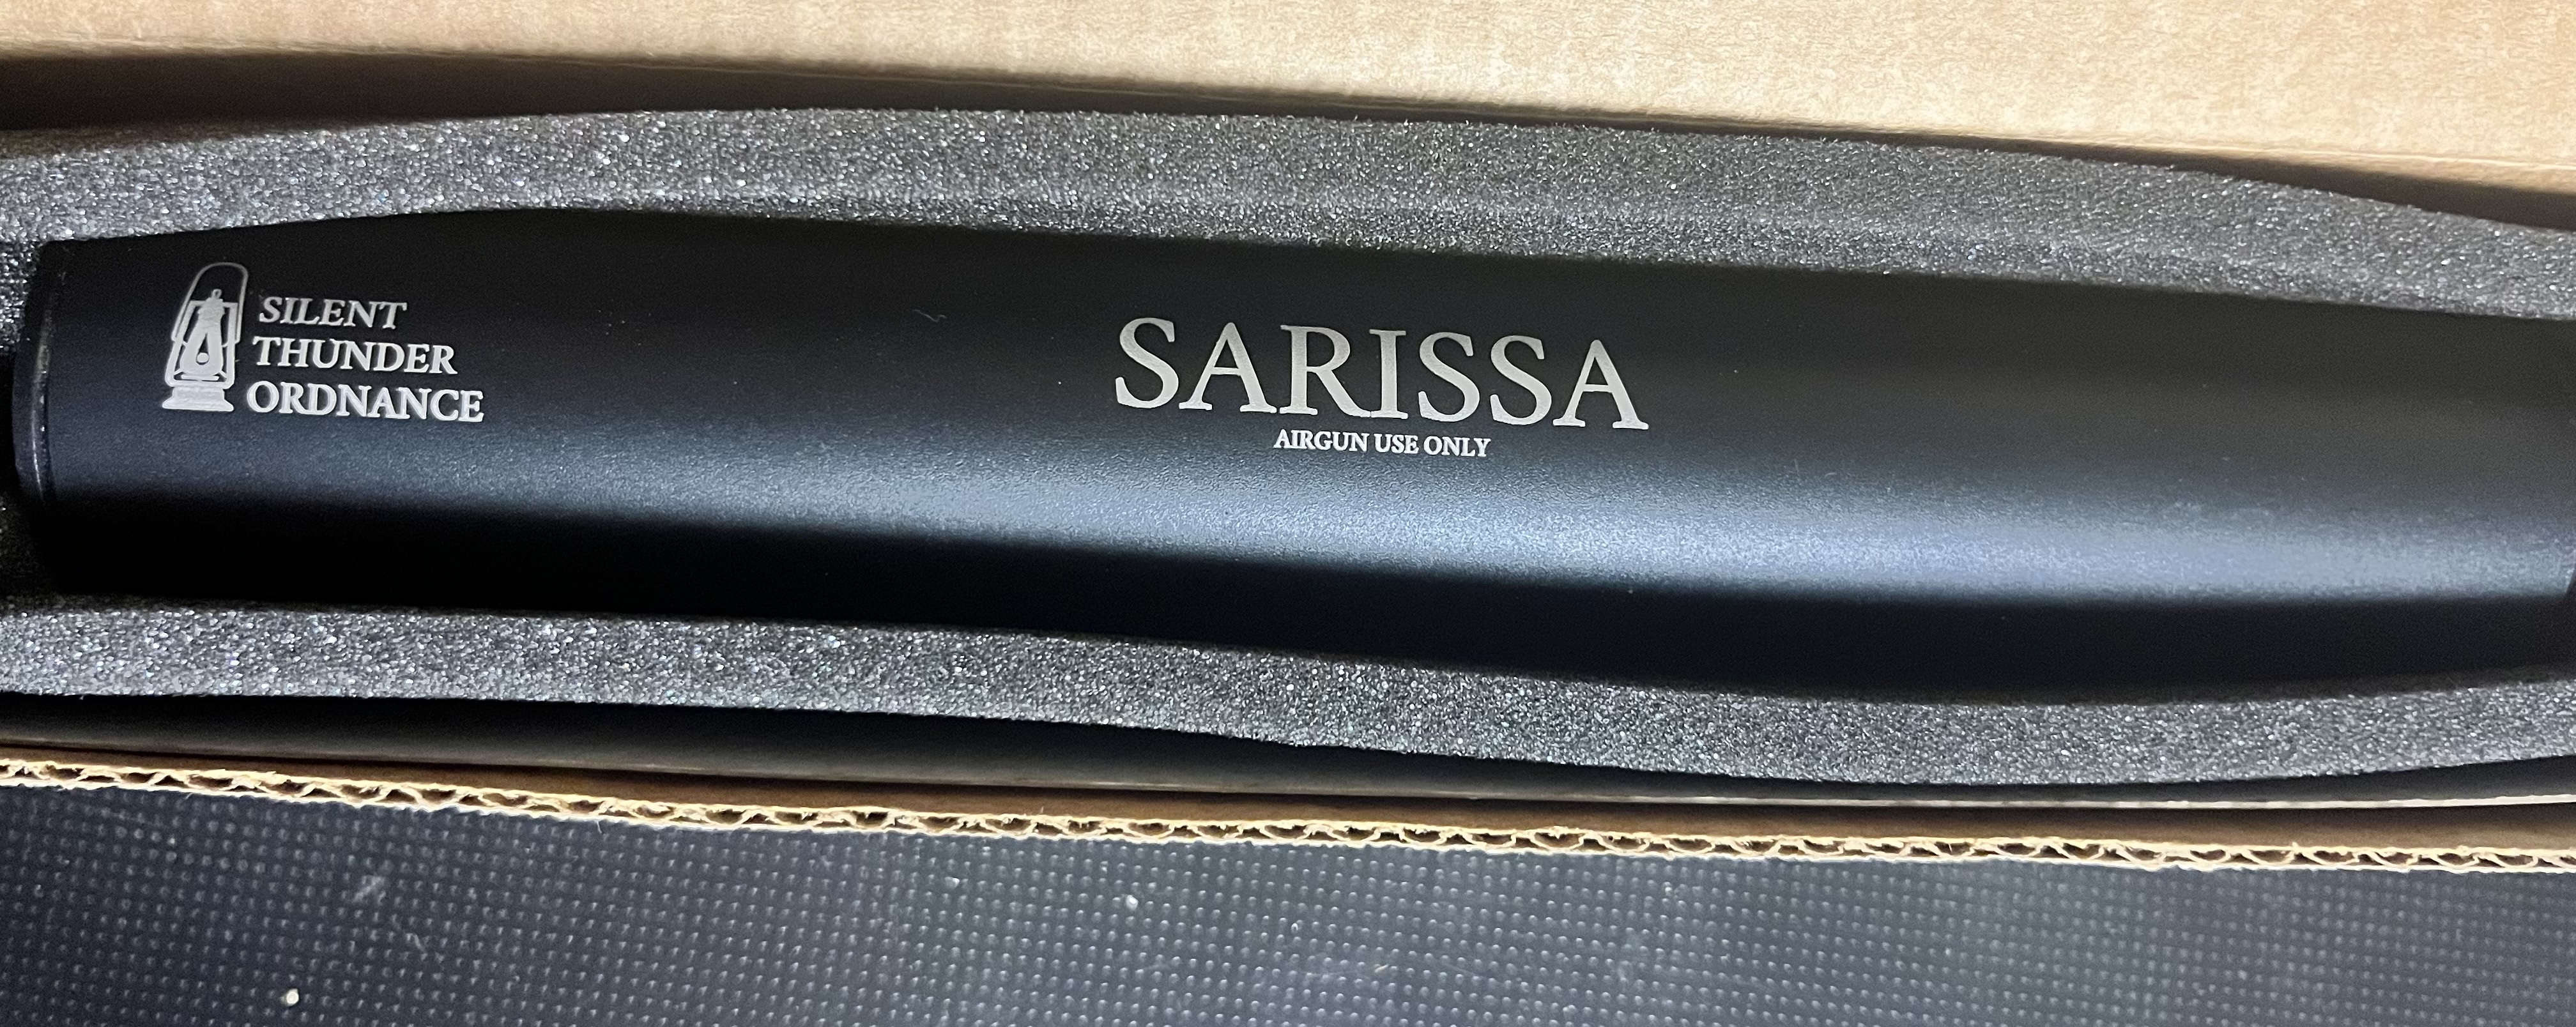 SILENT
THUNDER
ORDNANCE
SARISSA
AIRGUN USE ONLY